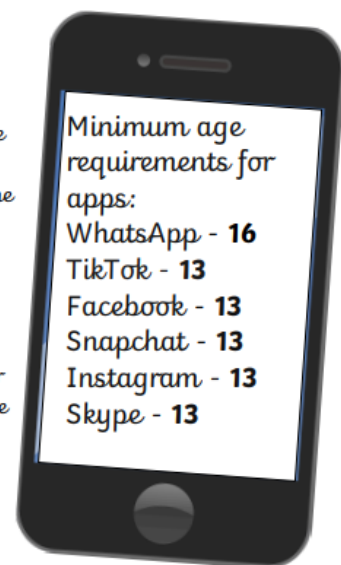 Minimum age
requirements for
apps:
WhatsApp - 16
TikTok - 13
Facebook - 13
Snapchat - 13
Instagram - 13
Skype - 13